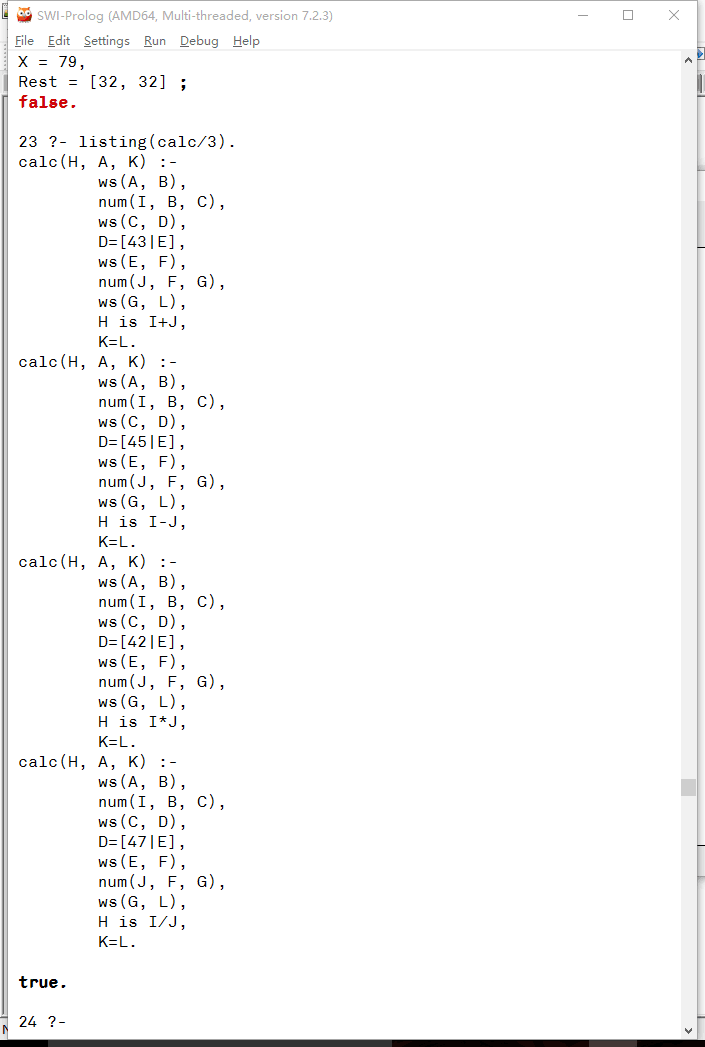 SWI-Prolog (AMD64, Multi-threaded, version 7.2.3)
File Edit Settings Run Debug Help
X = 79,
Rest = [32, 32] ;
false.
23 ?- listing(calc/3).
calc(H, A, K) :-
        ws(A, B),
        num(I, B, C),
        ws(C, D),
        D=[43|E],
        ws(E, F),
        num(J, F, G),
        ws(G, L),
        H is I+J,
        K=L.
calc(H, A, K) :-
        ws(A, B),
        num(I, B, C),
        ws(C, D),
        D=[45|E],
        ws(E, F),
        num(J, F, G),
        ws(G, L),
        H is I-J,
        K=L.
calc(H, A, K) :-
        ws(A, B),
        num(I, B, C),
        ws(C, D),
        D=[42|E],
        ws(E, F),
        num(J, F, G),
        ws(G, L),
        H is I*J,
        K=L.
calc(H, A, K) :-
        ws(A, B),
        num(I, B, C),
        ws(C, D),
        D=[47|E],
        ws(E, F),
        num(J, F, G),
        ws(G, L),
        H is I/J,
        K=L.
true.
24 ?-